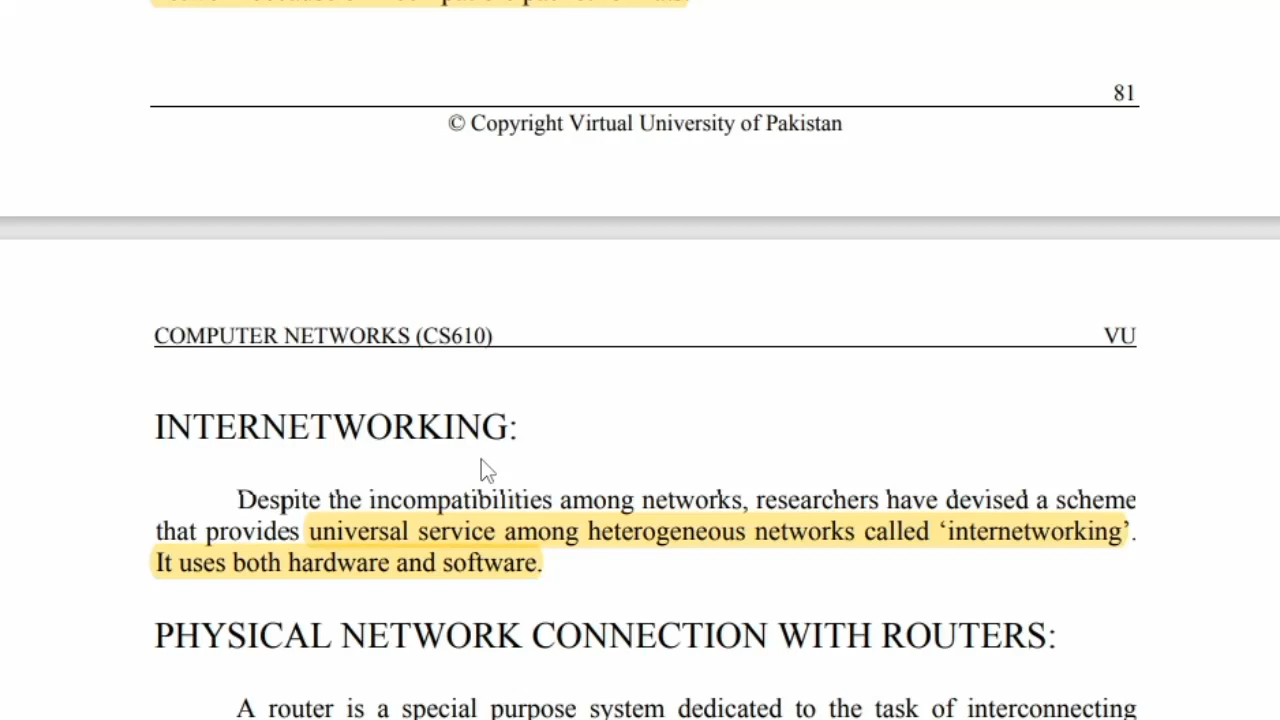 81
© Copyright Virtual University of Pakistan
COMPUTER NETWORKS (CS610) VU
INTERNETWORKING:
Despite the incompatibilities among networks, researchers have devised a scheme
that provides universal service among heterogeneous networks called ‘internetworking’.
It uses both hardware and software.
PHYSICAL NETWORK CONNECTION WITH ROUTERS:
A router is a special purpose system dedicated to the task of interconnecting